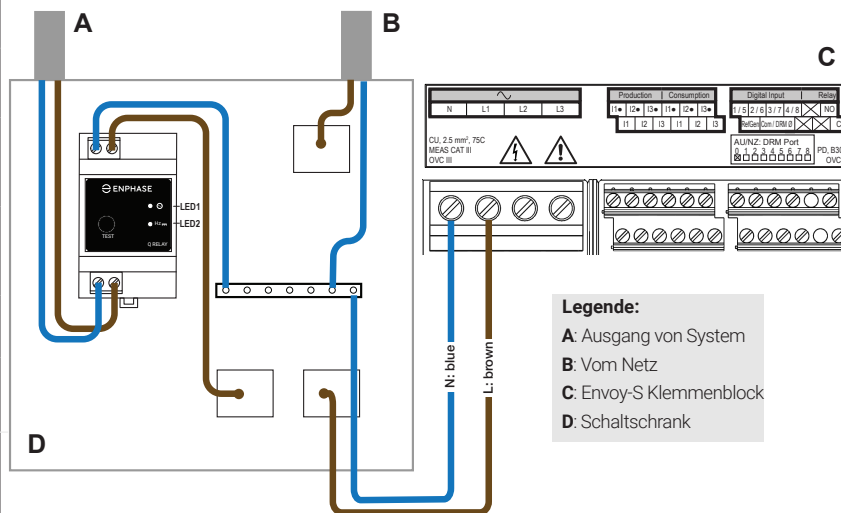 A
B
C
N L1 L2 L3
Production | Consumption
I1● I2● I3● I1● I2● I3●
I1 I2 I3 I1 I2 I3
Digital Input | Relay
1 / 5 2 / 6 3 / 7 4 / 8 NO
RefGen Com / DRM Ø C
CU, 2.5 mm², 75C
MEAS CAT III
OVC III
AU/NZ: DRM Port
0 1 2 3 4 5 6 7 8
PD, B30
OVC
ENPHASE
LED1
Hz
LED2
TEST
Q RELAY
N: blue
L: brown
Legende:
A: Ausgang von System
B: Vom Netz
C: Envoy-S Klemmenblock
D: Schaltschrank
D